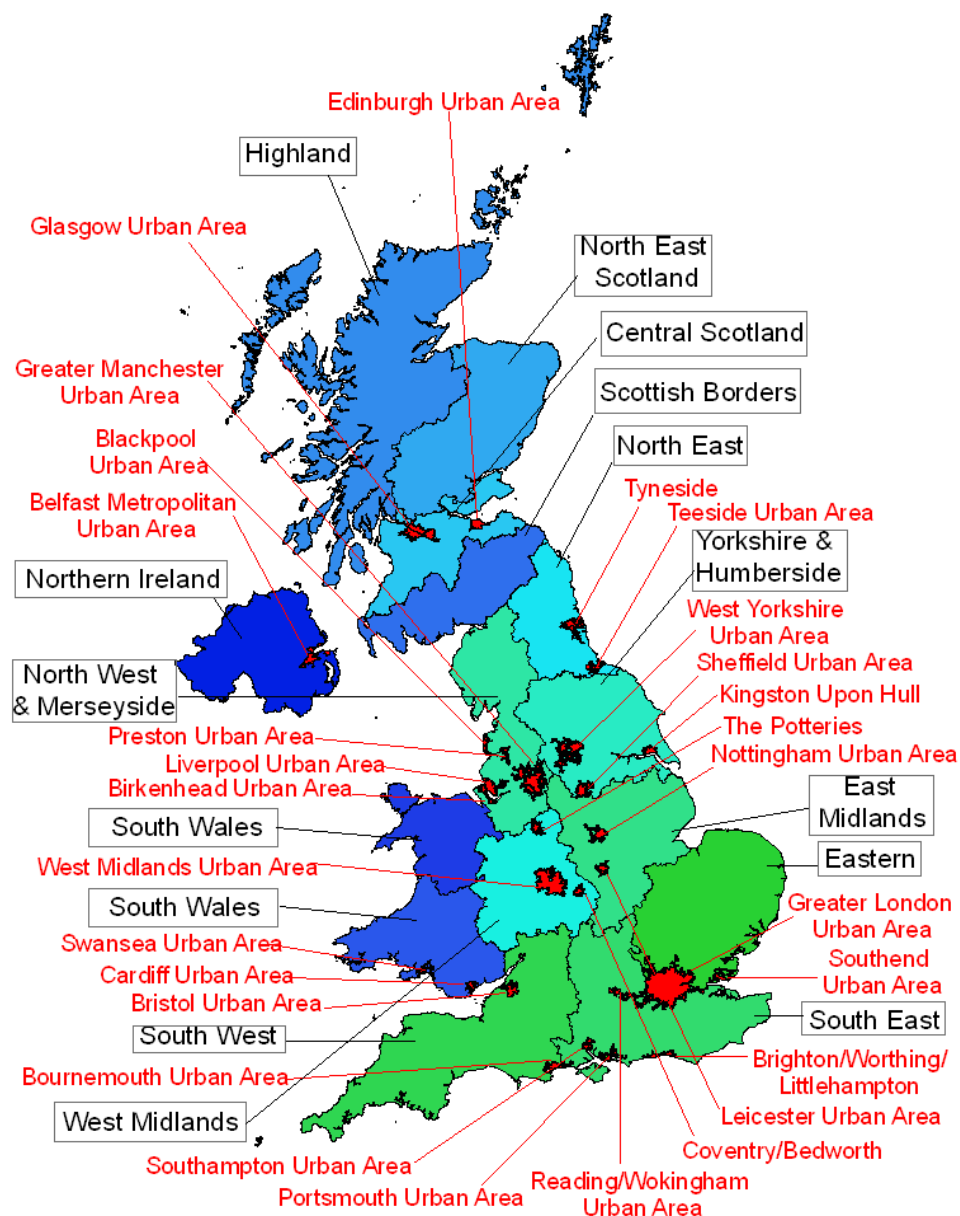 Edinburgh Urban Area
Highland
Glasgow Urban Area
North East
Scotland
Central Scotland
Greater Manchester
Urban Area
Scottish Borders
Blackpool
Urban Area
North East
Tyneside
Belfast Metropolitan
Urban Area
Teeside Urban Area
Yorkshire &
Humberside
Northern Ireland
West Yorkshire
Urban Area
North West
& Merseyside
Sheffield Urban Area
Kingston Upon Hull
The Potteries
Preston Urban Area
Nottingham Urban Area
Liverpool Urban Area
Birkenhead Urban Area
East
Midlands
South Wales
Eastern
West Midlands Urban Area
South Wales
Greater London
Urban Area
Swansea Urban Area
Southend
Urban Area
Cardiff Urban Area
Bristol Urban Area
South East
South West
Brighton/Worthing/
Littlehampton
Bournemouth Urban Area
West Midlands
Leicester Urban Area
Coventry/Bedworth
Southampton Urban Area
Reading/Wokingham
Urban Area
Portsmouth Urban Area